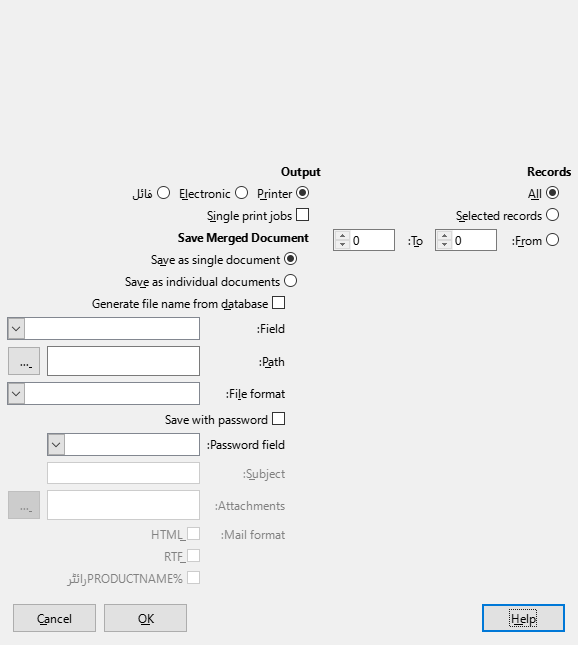 Records
All
Selected records
From: 0 To: 0
Output
Printer Electronic فائل
Single print jobs
Save Merged Document
Save as single document
Save as individual documents
Generate file name from database
Field:
Path: ...
File format:
Save with password
Password field:
Subject:
Attachments: ...
Mail format: HTML
RTF
%PRODUCTNAMEرائٹر
Help
OK
Cancel